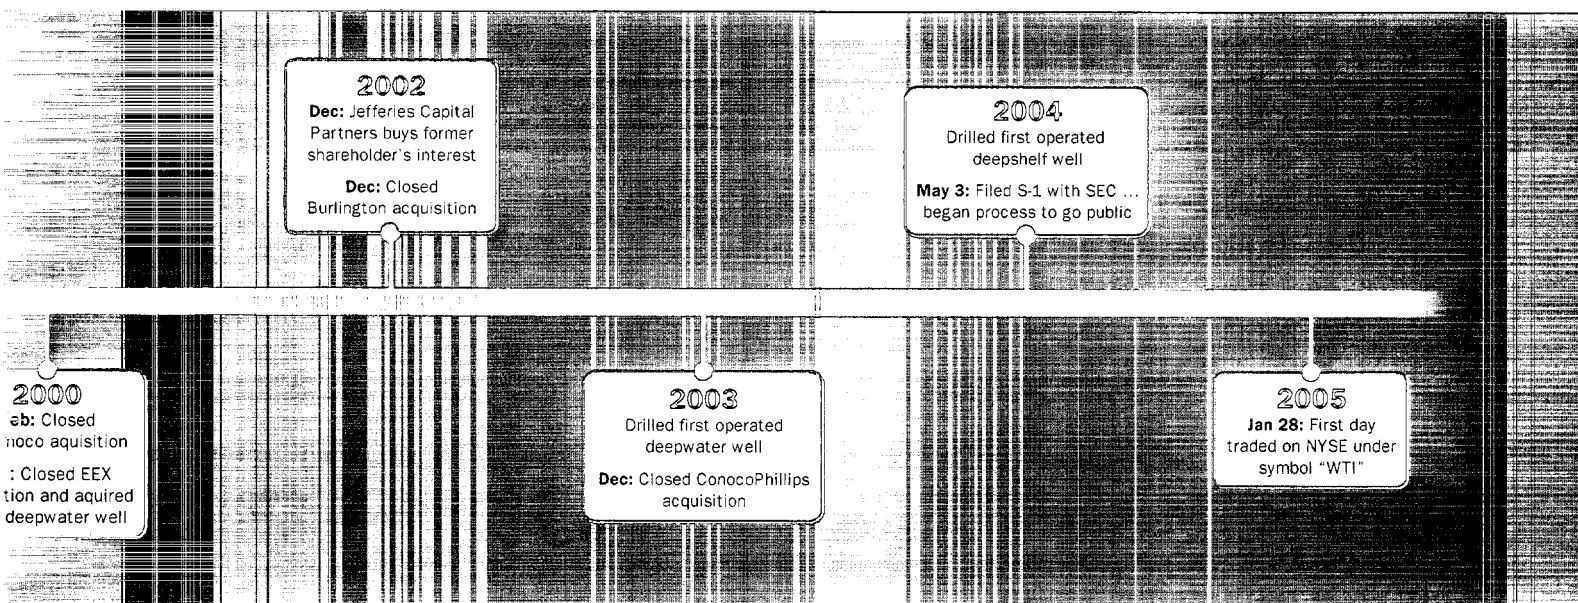 2002
Dec: Jefferies Capital
Partners buys former
shareholder's interest
Dec: Closed
Burlington acquisition
2004
Drilled first operated
deepshelf well
May 3: Filed S-1 with SEC ...
began process to go public
2000
Closed
aquisition
: Closed EEX
and aquired
deepwater well
2003
Drilled first operated
deepwater well
Dec: Closed ConocoPhillips
acquisition
2005
Jan 28: First day
traded on NYSE under
symbol "WTI"